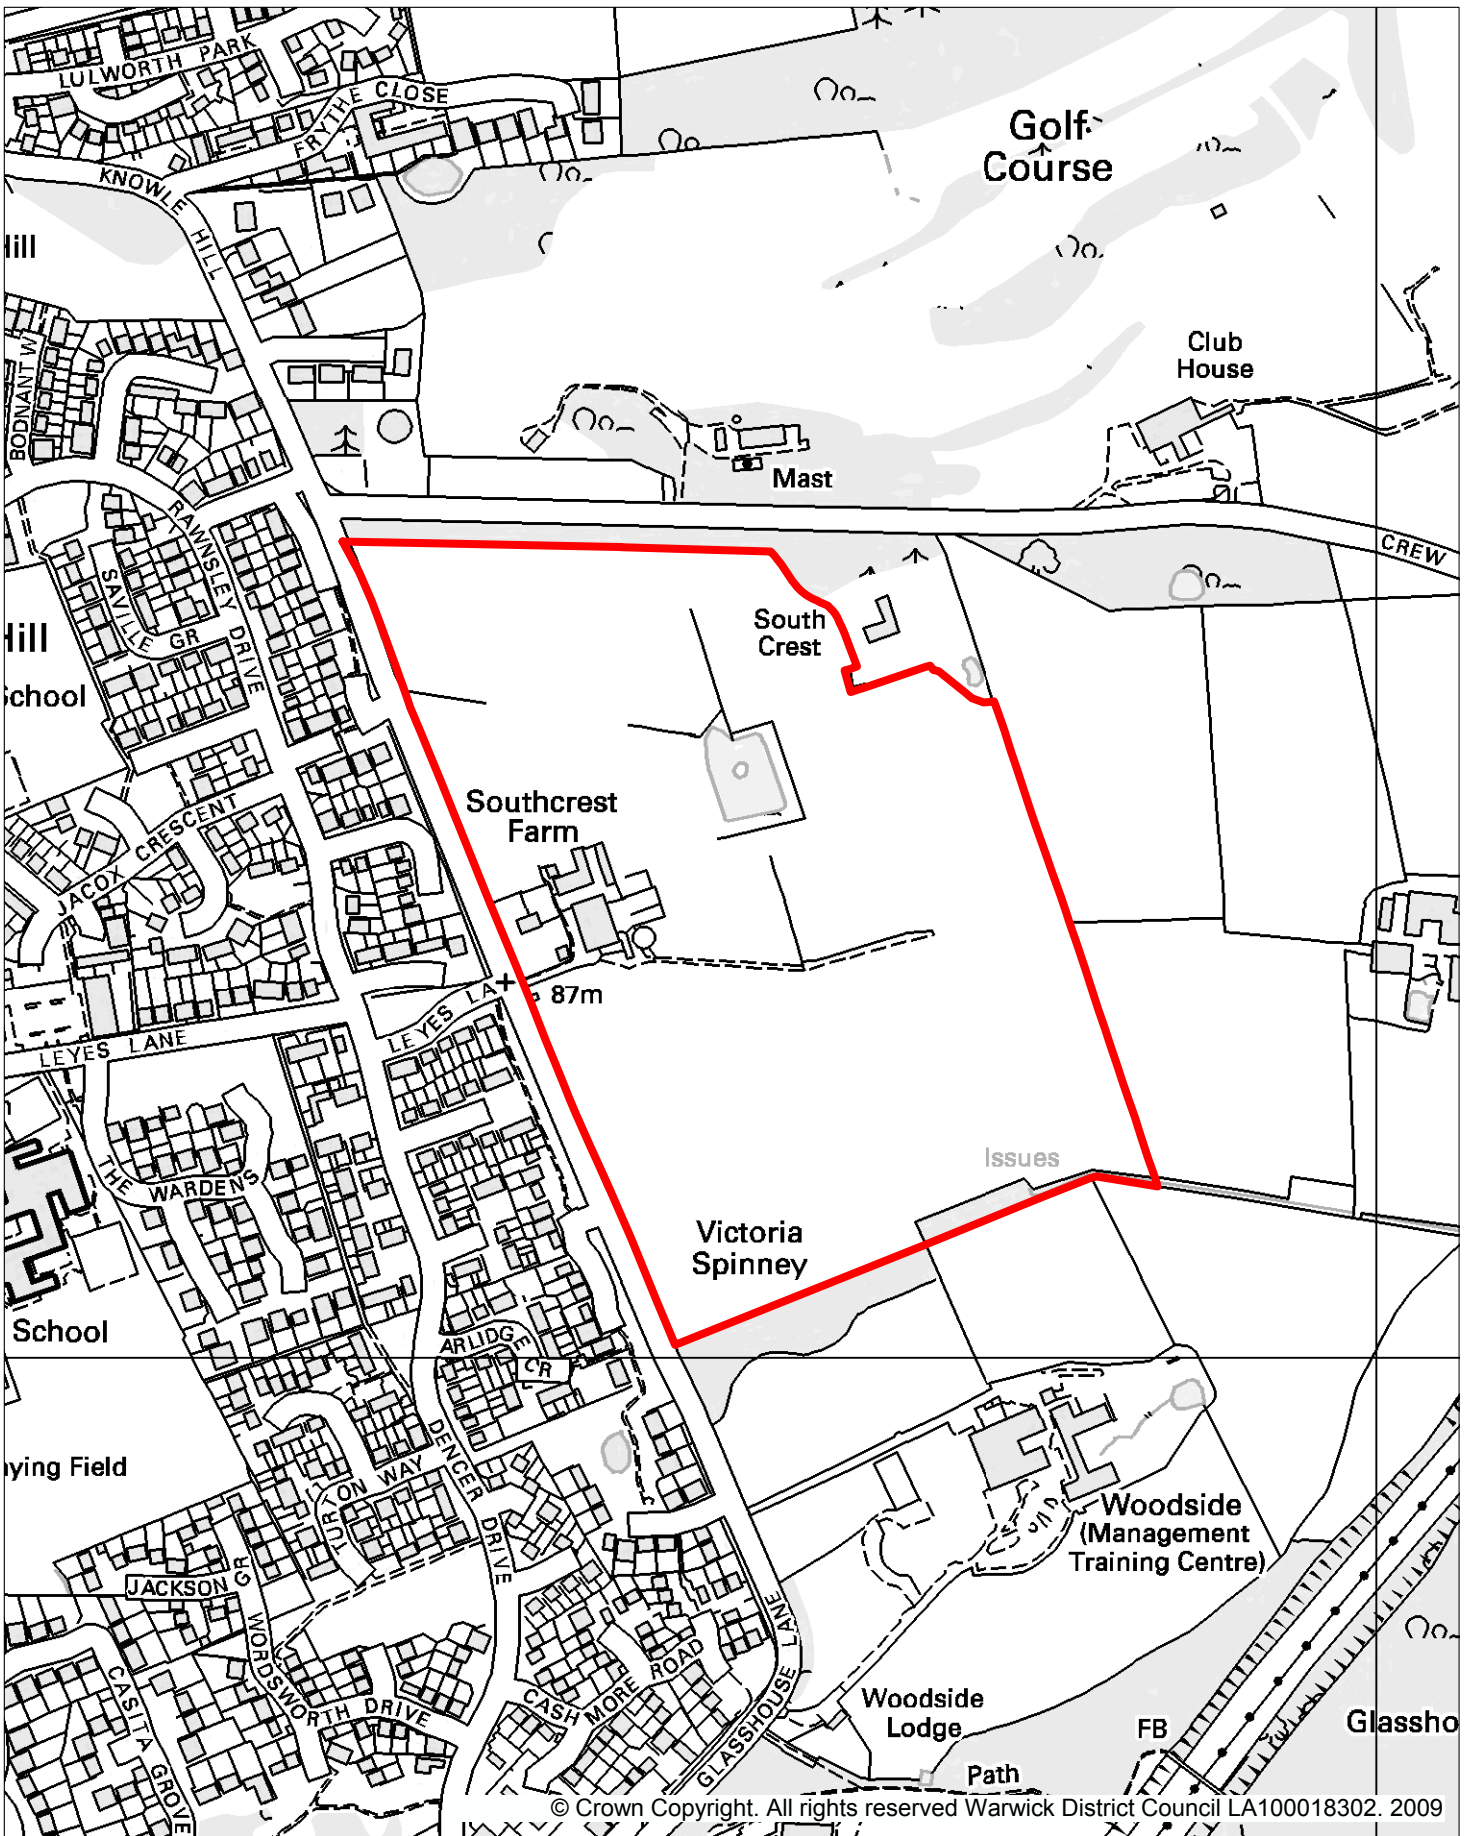 LULWORTH PARK
FRYTHE CLOSE
KNOWLE HILL
Golf
Course
Hill
Club
House
BODNANT W
Mast
RAWNSLEY DRIVE
CREW
SAVILLE GR
South
Crest
Hill
School
Southcrest
Farm
JACOX CRESCENT
87m
LEYES LA
LEYES LANE
Issues
THE WARDENS
Victoria
Spinney
School
ARLIDGE
CR
DENCER DRIVE
ying Field
TURTON WAY
Woodside
(Management
Training Centre)
JACKSON GR
WORDSWORTH DRIVE
CASITA GROVE
CASHMORE ROAD
GLASSHOUSE LANE
Woodside
Lodge
FB
Glassho
Path
© Crown Copyright. All rights reserved Warwick District Council LA100018302. 2009